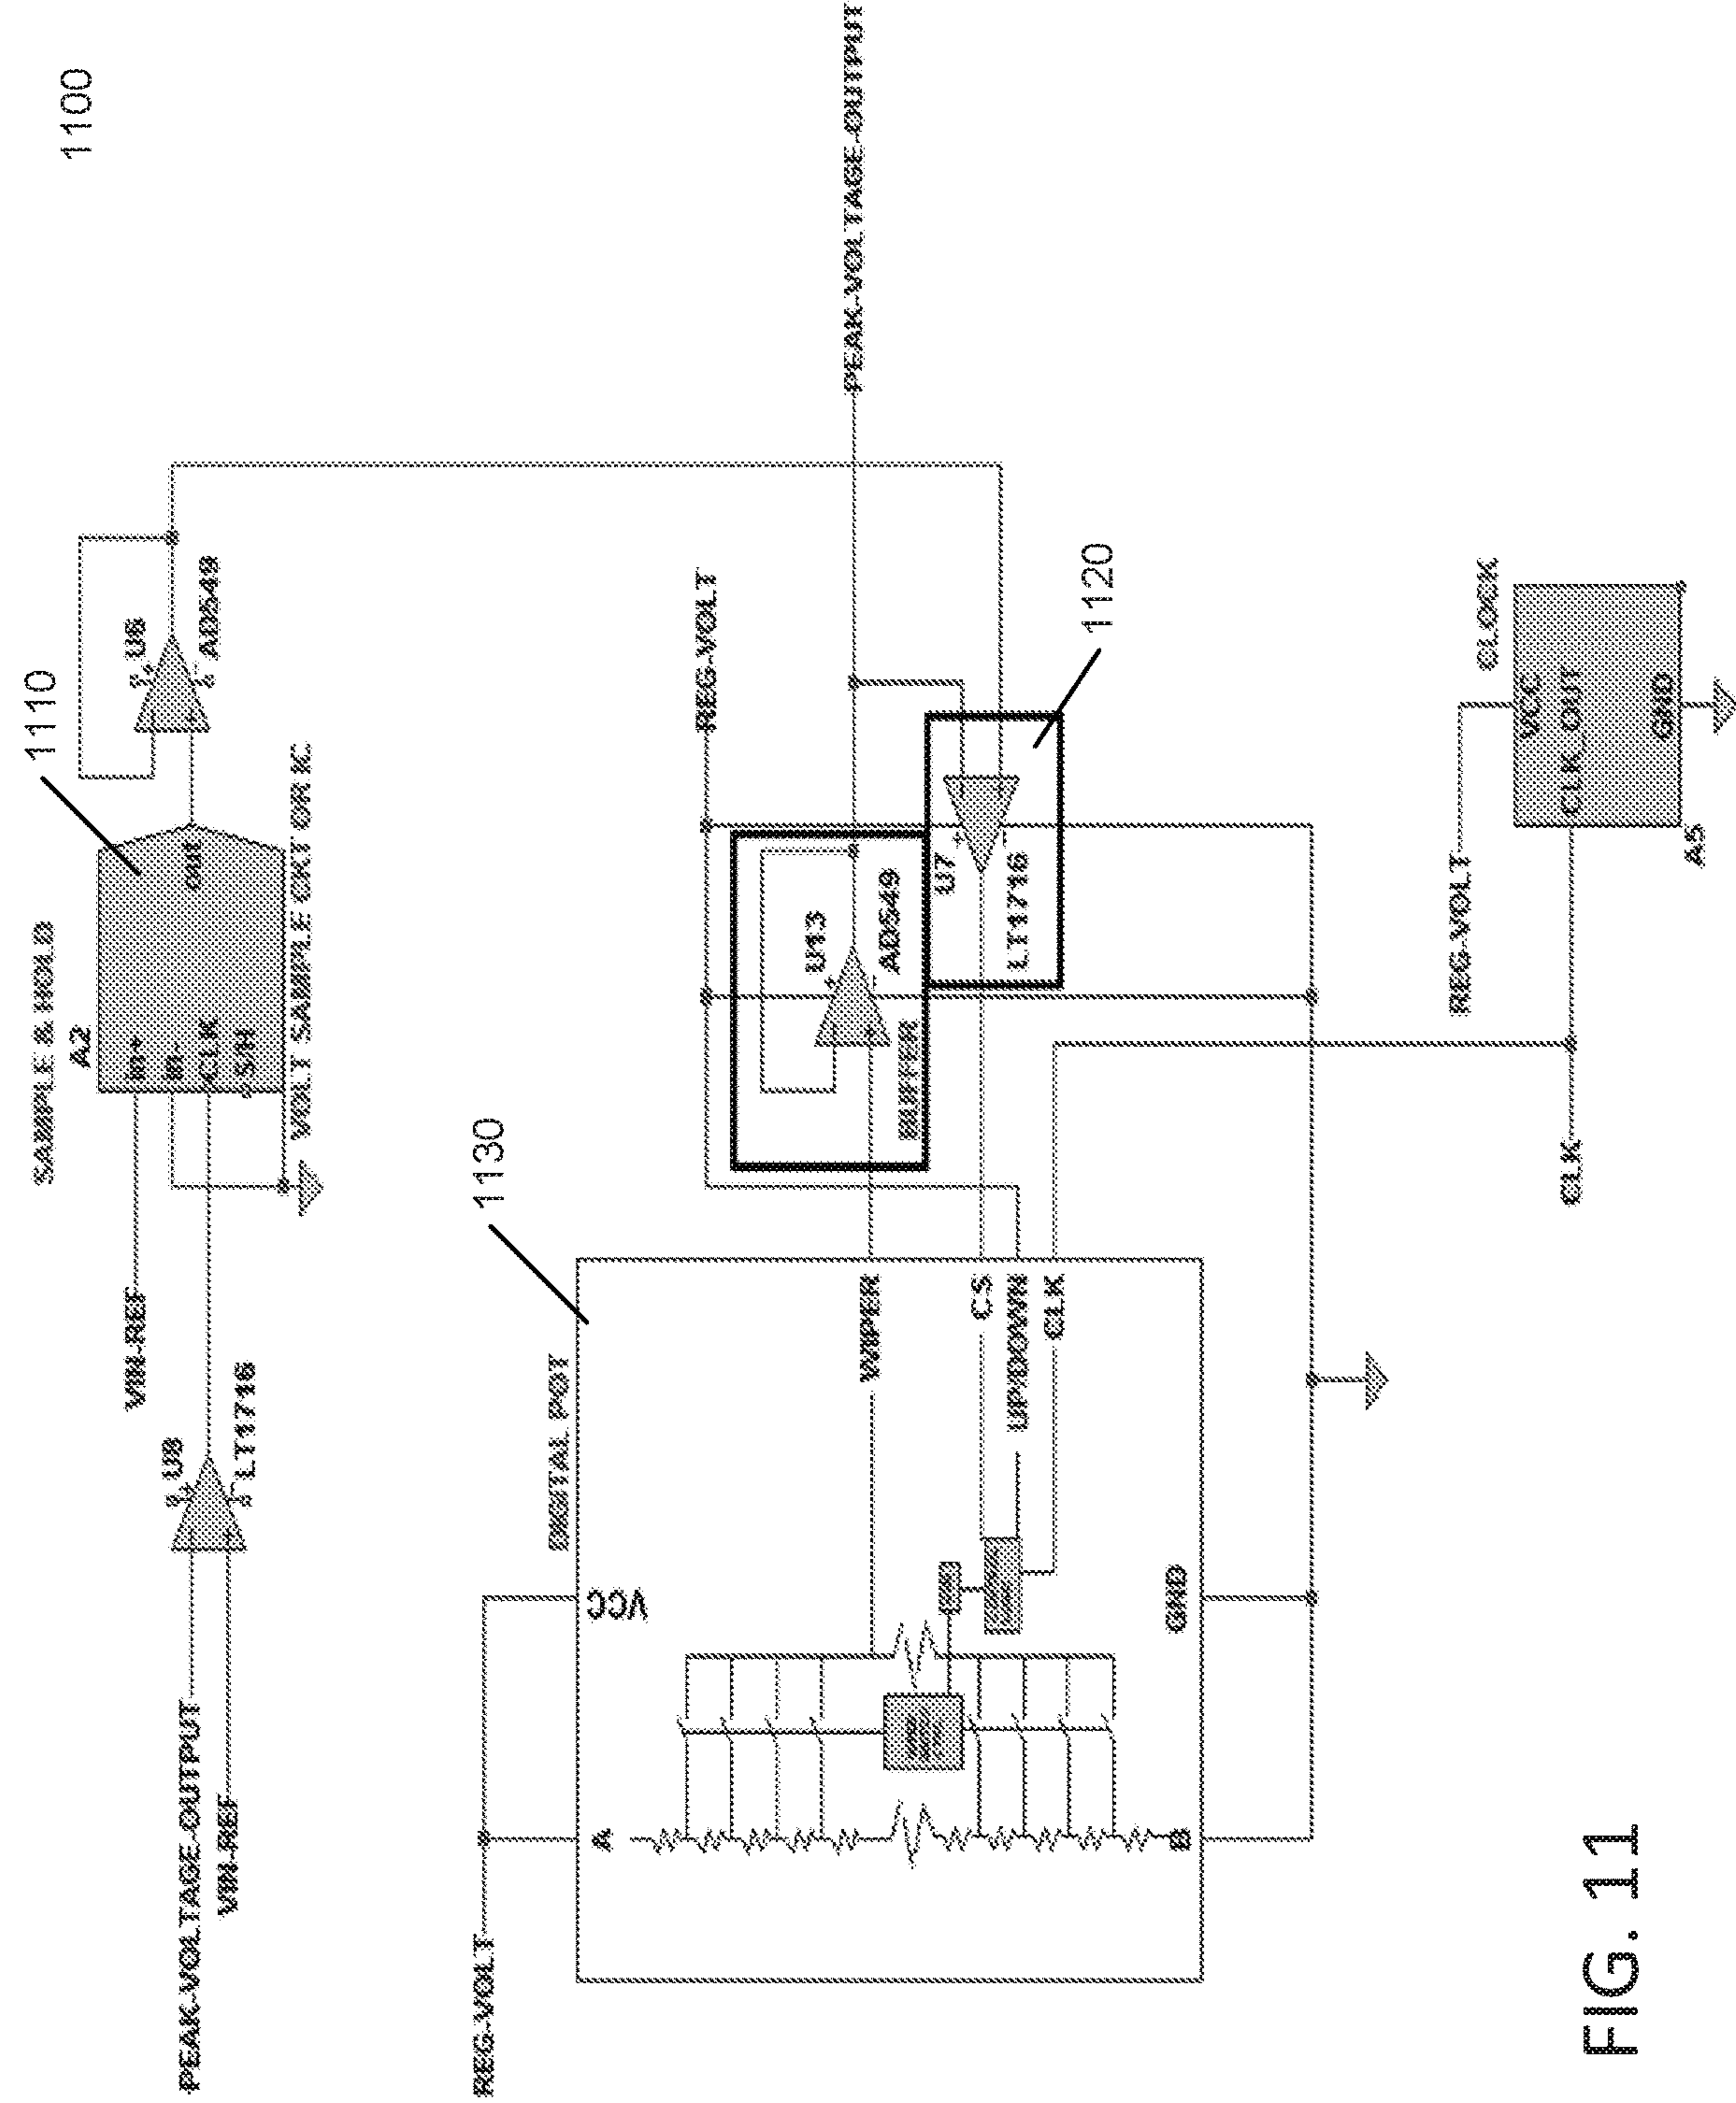 1100
SAMPLE & HOLD
1110
A2
IN+
IN-
CLK
S/H
OUT
U6
AD549
VOLT SAMPLE CKT OR IC
VIN-REF
U8
LT1716
PEAK-VOLTAGE-OUTPUT
VIN-REF
PEAK-VOLTAGE-OUTPUT
REG-VOLT
1130
DIGITAL POT
VCC
REG-VOLT
A
B
GND
WIPER
CS
UP/DOWN
CLK
U13
AD549
BUFFER
U7
LT1716
1120
CLOCK
VCC
CLK_OUT
GND
A5
REG-VOLT
CLK
FIG. 11